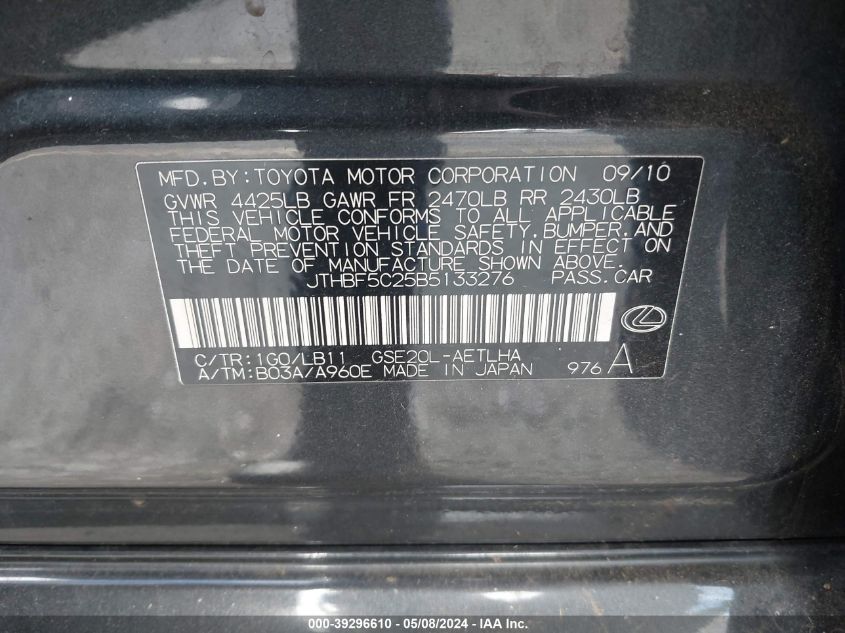 MFD.BY:TOYOTA MOTOR CORPORATION 09/10
GVWR 4425LB GAWR FR 2470LB RR 2430LB
THIS VEHICLE CONFORMS TO ALL APPLICABLE
FEDERAL MOTOR VEHICLE SAFETY,BUMPER,AND
THEFT PREVENTION STANDARDS IN EFFECT ON
THE DATE OF MANUFACTURE SHOWN ABOVE.
JTHBF5C25B5133276 PASS.CAR
C/TR:1G0/LB11 GSE20L-AETLHA
A/TM:B03A/A960E MADE IN JAPAN 976 A
000-39296610 - 05/08/2024 - IAA Inc.